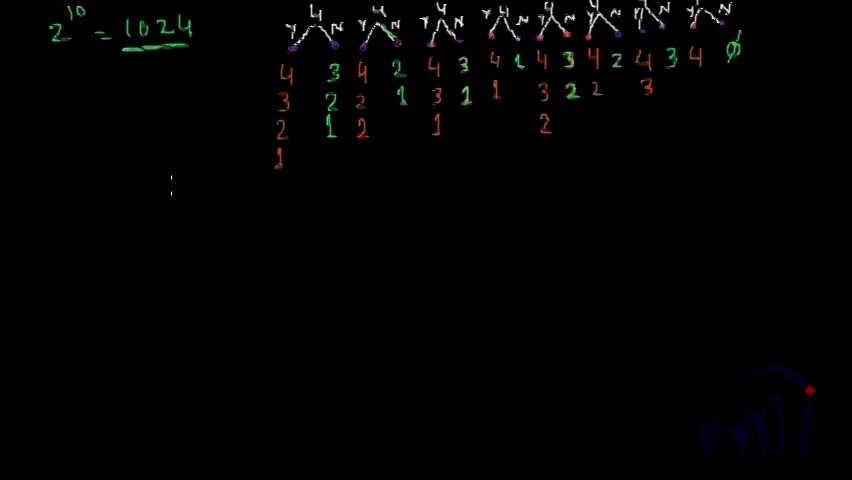 2^10 = 1024
4 4 4 4 4 4 4
Y N Y N Y N Y N Y N Y N N Y N
4 3 4 2 4 3 4 1 4 3 4 2 4 3 4 ∅
3 2 2 1 3 1 1 3 2 2 3
2 1 2 1 2
1
rmi